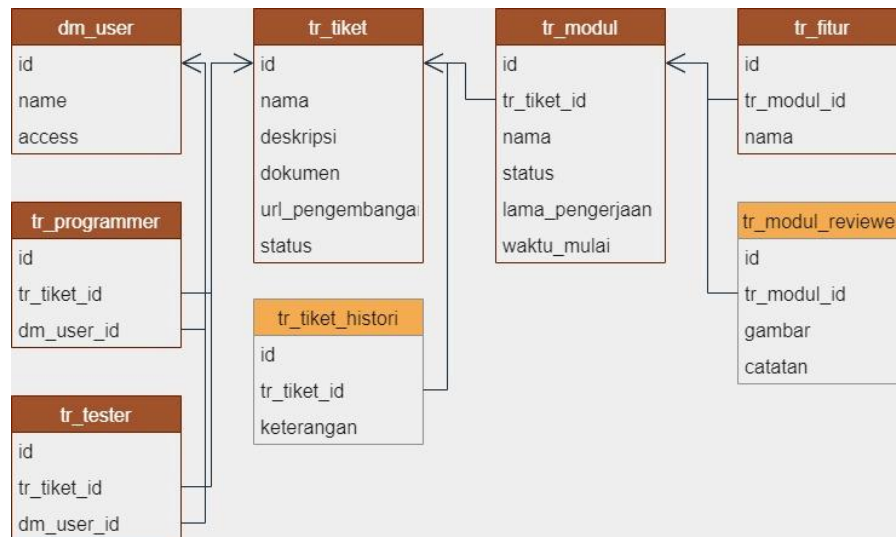 dm_user
id
name
access
tr_programmer
id
tr_tiket_id
dm_user_id
tr_tester
id
tr_tiket_id
dm_user_id
tr_tiket
id
nama
deskripsi
dokumen
url_pengembanga
status
tr_tiket_histori
id
tr_tiket_id
keterangan
tr_modul
id
tr_tiket_id
nama
status
lama_pengerjaan
waktu_mulai
tr_fitur
id
tr_modul_id
nama
tr_modul_reviewe
id
tr_modul_id
gambar
catatan